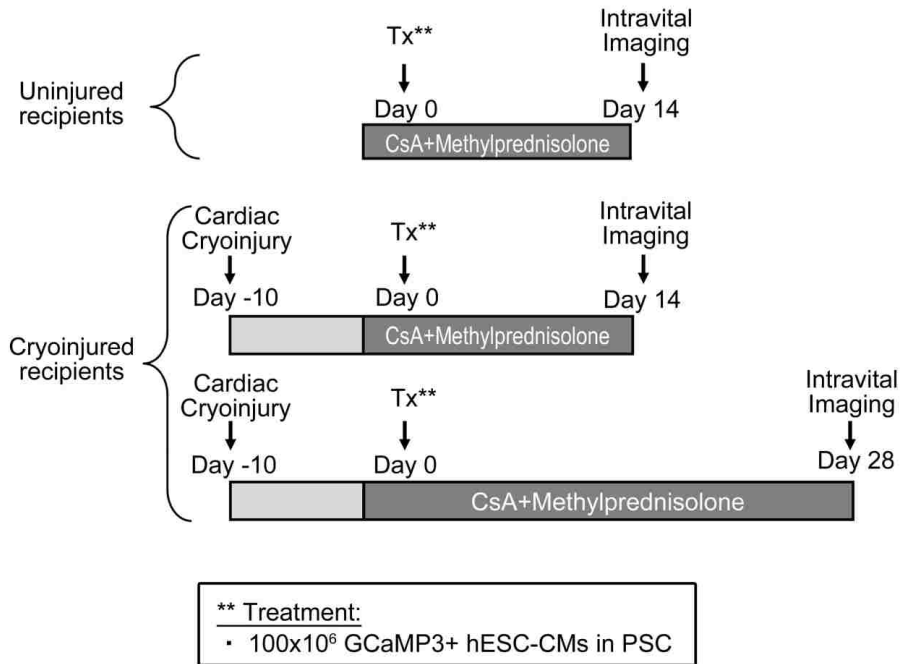 Tx**
Intravital
Imaging
Uninjured
recipients
Day 0
Day 14
CsA+Methylprednisolone
Cardiac
Cryoinjury
Tx**
Intravital
Imaging
Day -10
Day 0
Day 14
CsA+Methylprednisolone
Cryoinjured
recipients
Cardiac
Cryoinjury
Tx**
Intravital
Imaging
Day -10
Day 0
Day 28
CsA+Methylprednisolone
** Treatment:
· 100x10⁶ GCaMP3+ hESC-CMs in PSC